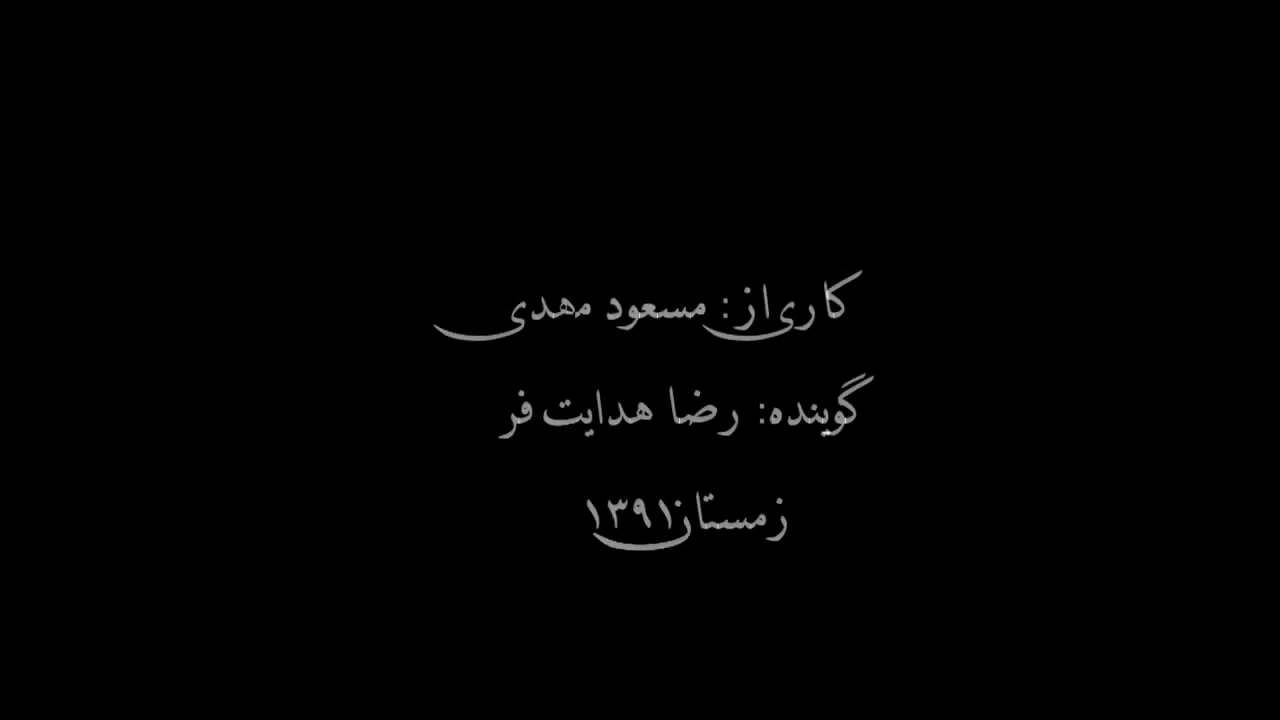 کاری از: مسعود مهدی
گوینده: رضا هدایت فر
زمستان ۱۳۹۱